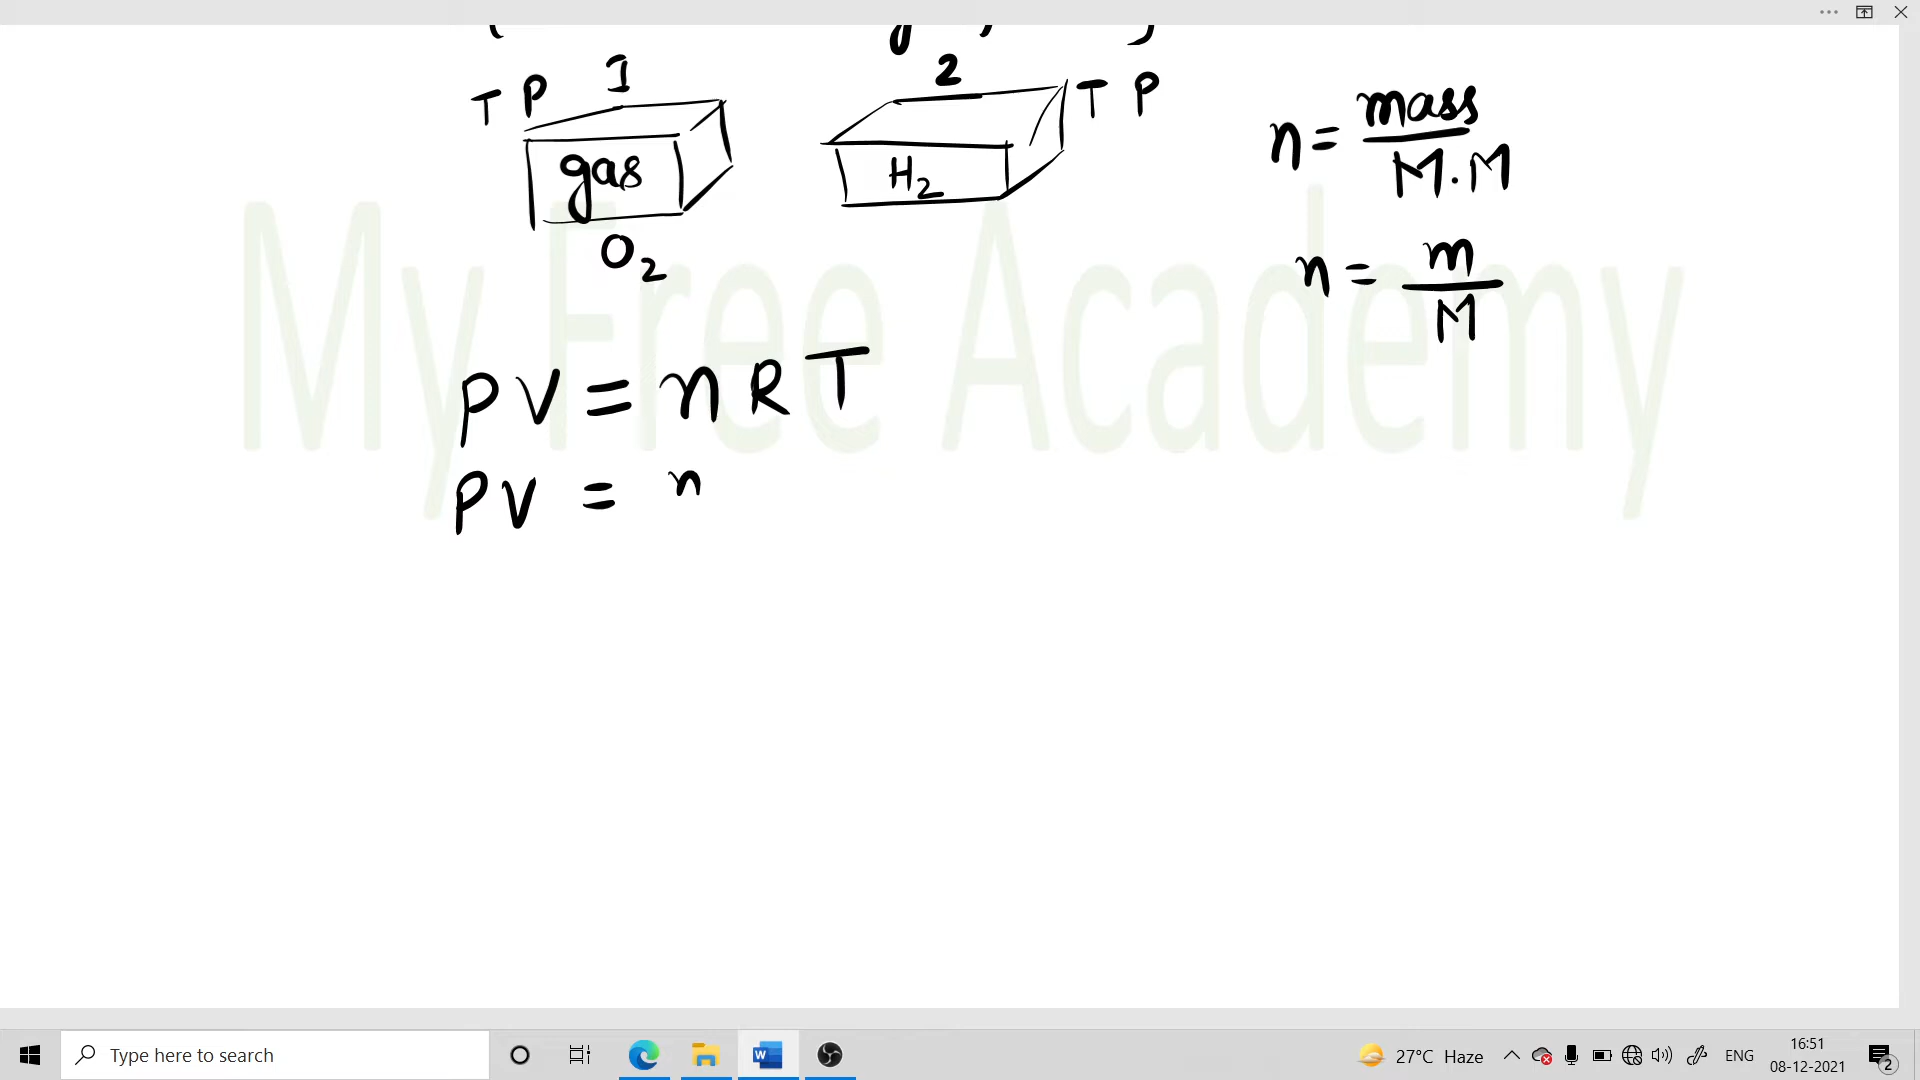 1 2
T P T P
gas H₂
O₂
n = mass / M.M
n = m / M
PV = nRT
PV = n
My Free Academy
Type here to search
27°C Haze
ENG
16:51
08-12-2021
2